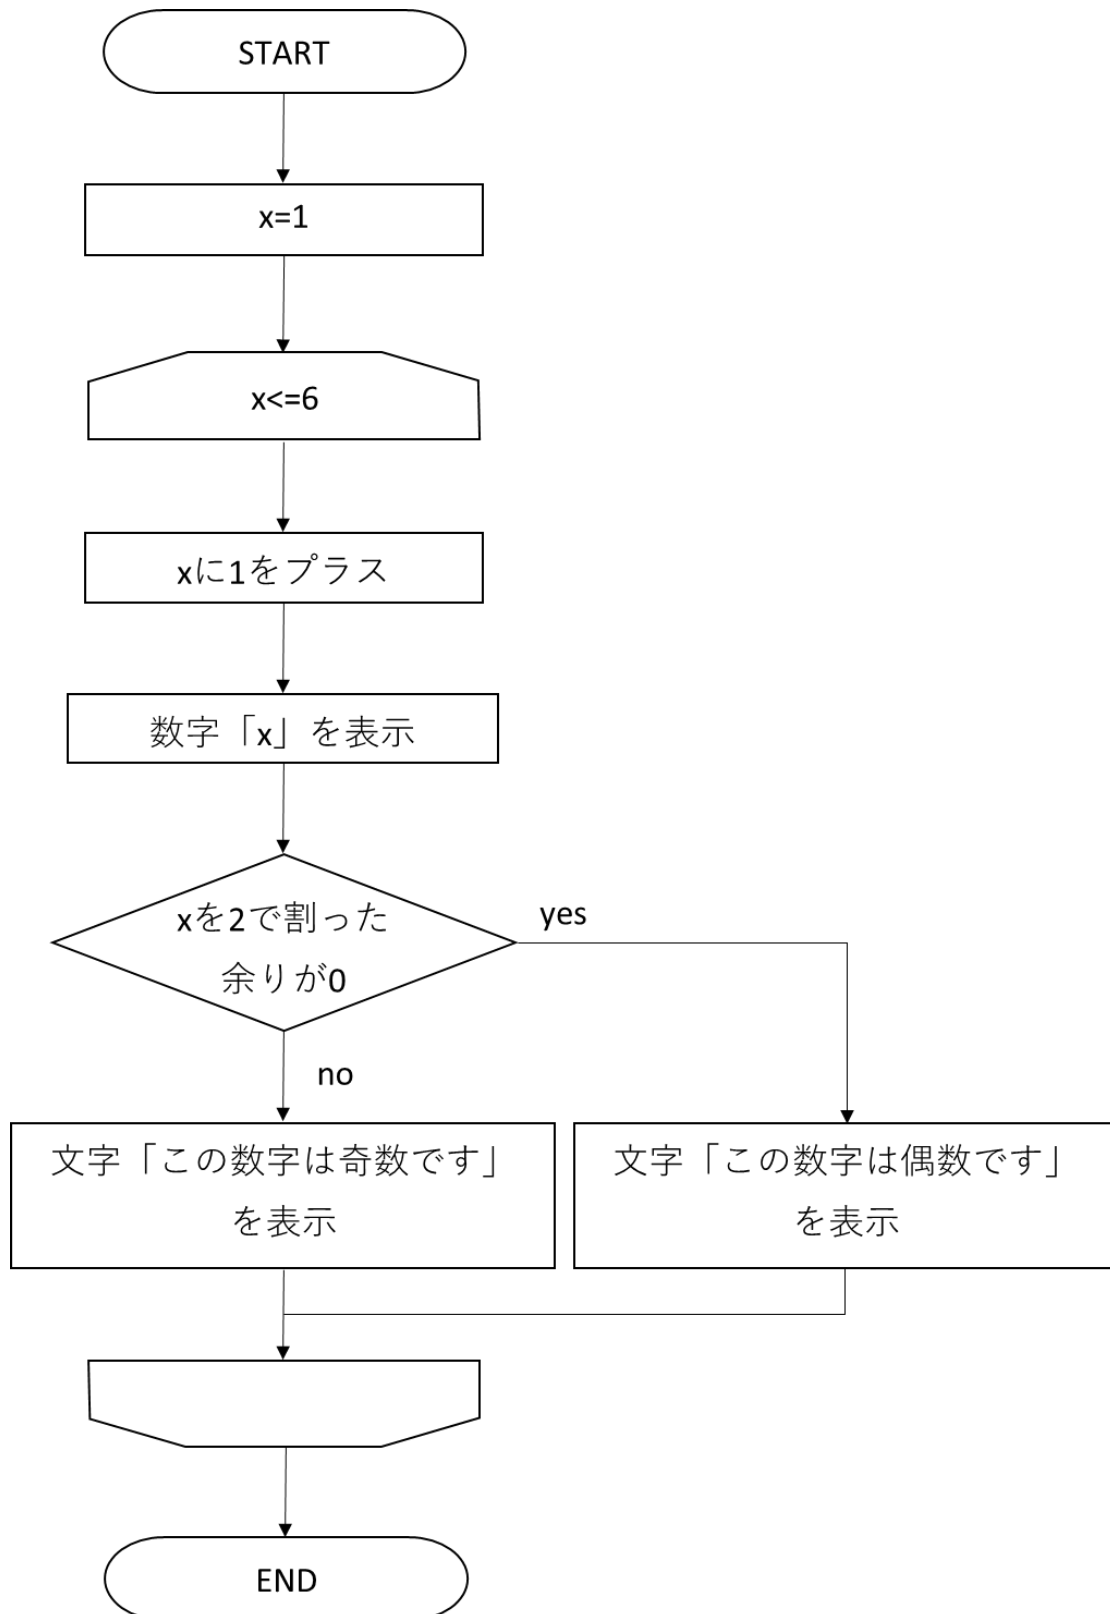 START
x=1
x<=6
xに1をプラス
数字「x」を表示
xを2で割った
余りが0
yes
no
文字「この数字は奇数です」
を表示
文字「この数字は偶数です」
を表示
END